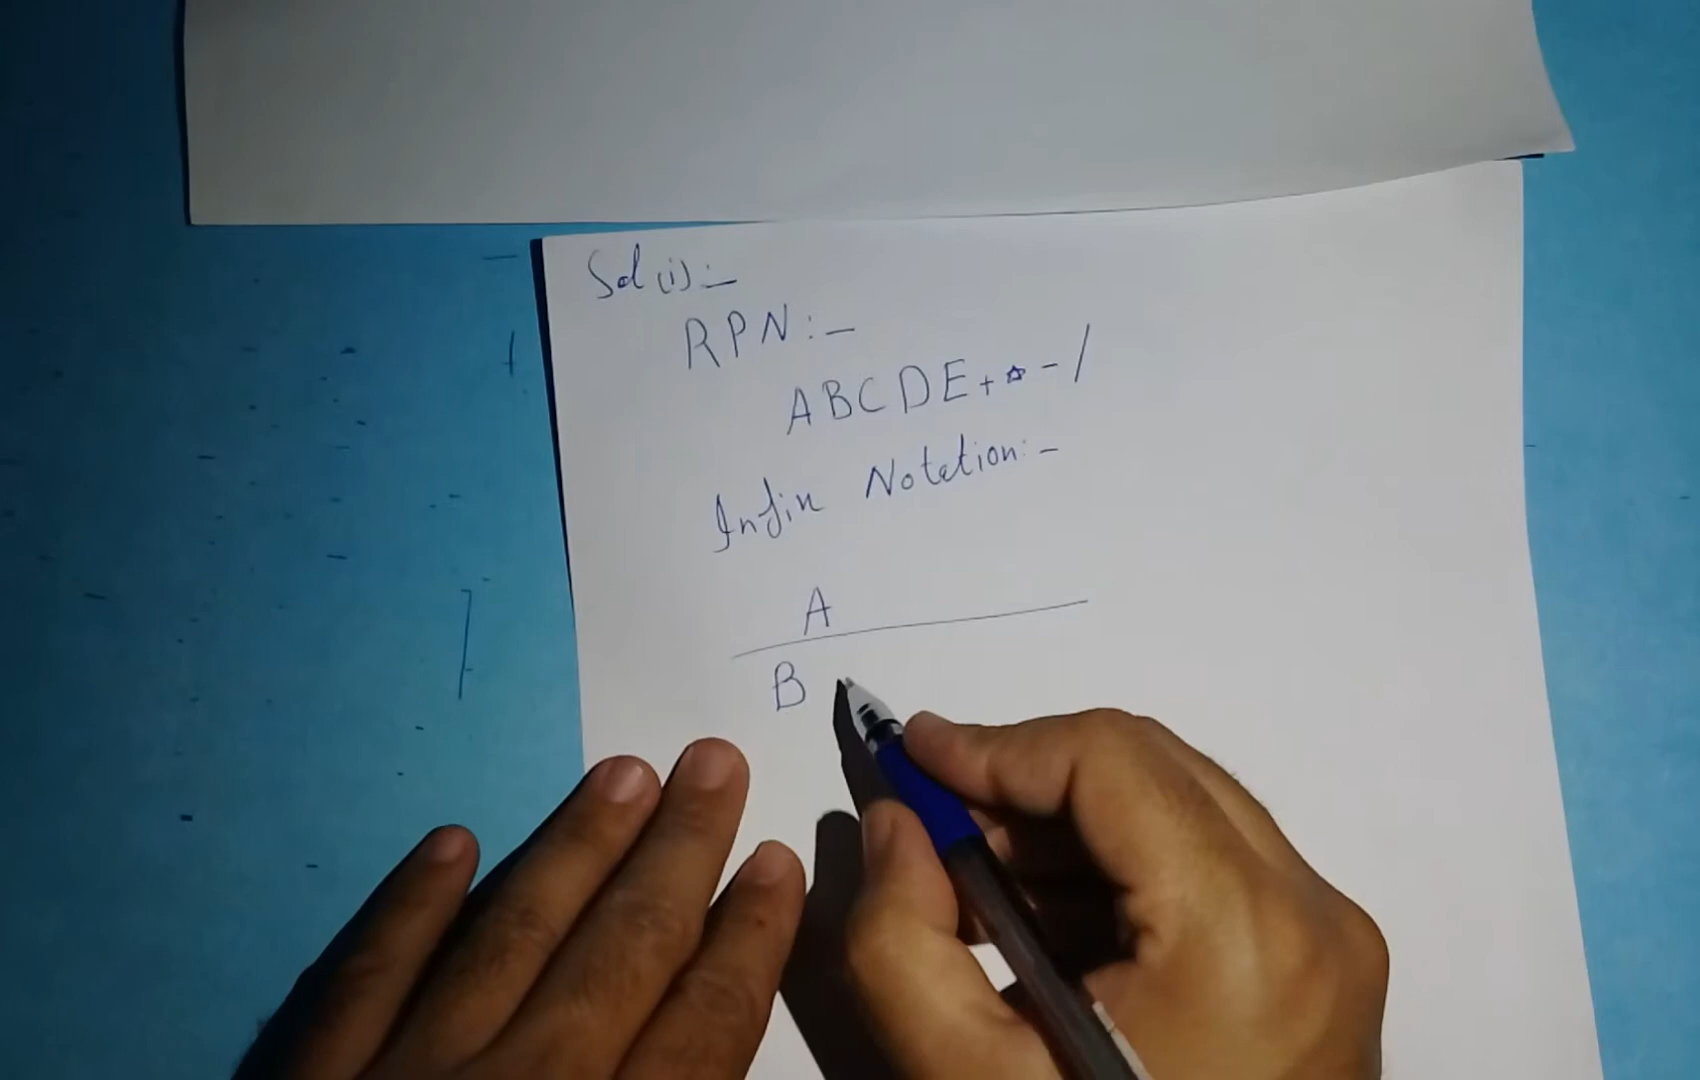 Sol (i) :-
RPN :-
ABCDE+*-/
Infix Notation :-
A
B